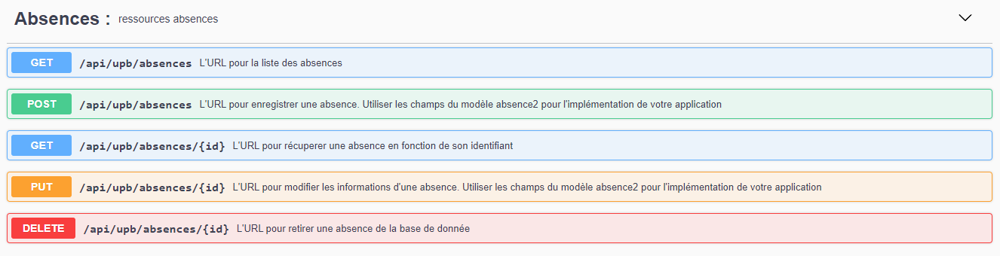 Absences : ressources absences
GET /api/upb/absences L'URL pour la liste des absences
POST /api/upb/absences L'URL pour enregistrer une absence. Utiliser les champs du modèle absence2 pour l'implémentation de votre application
GET /api/upb/absences/{id} L'URL pour récuperer une absence en fonction de son identifiant
PUT /api/upb/absences/{id} L'URL pour modifier les informations d'une absence. Utiliser les champs du modèle absence2 pour l'implémentation de votre application
DELETE /api/upb/absences/{id} L'URL pour retirer une absence de la base de donnée